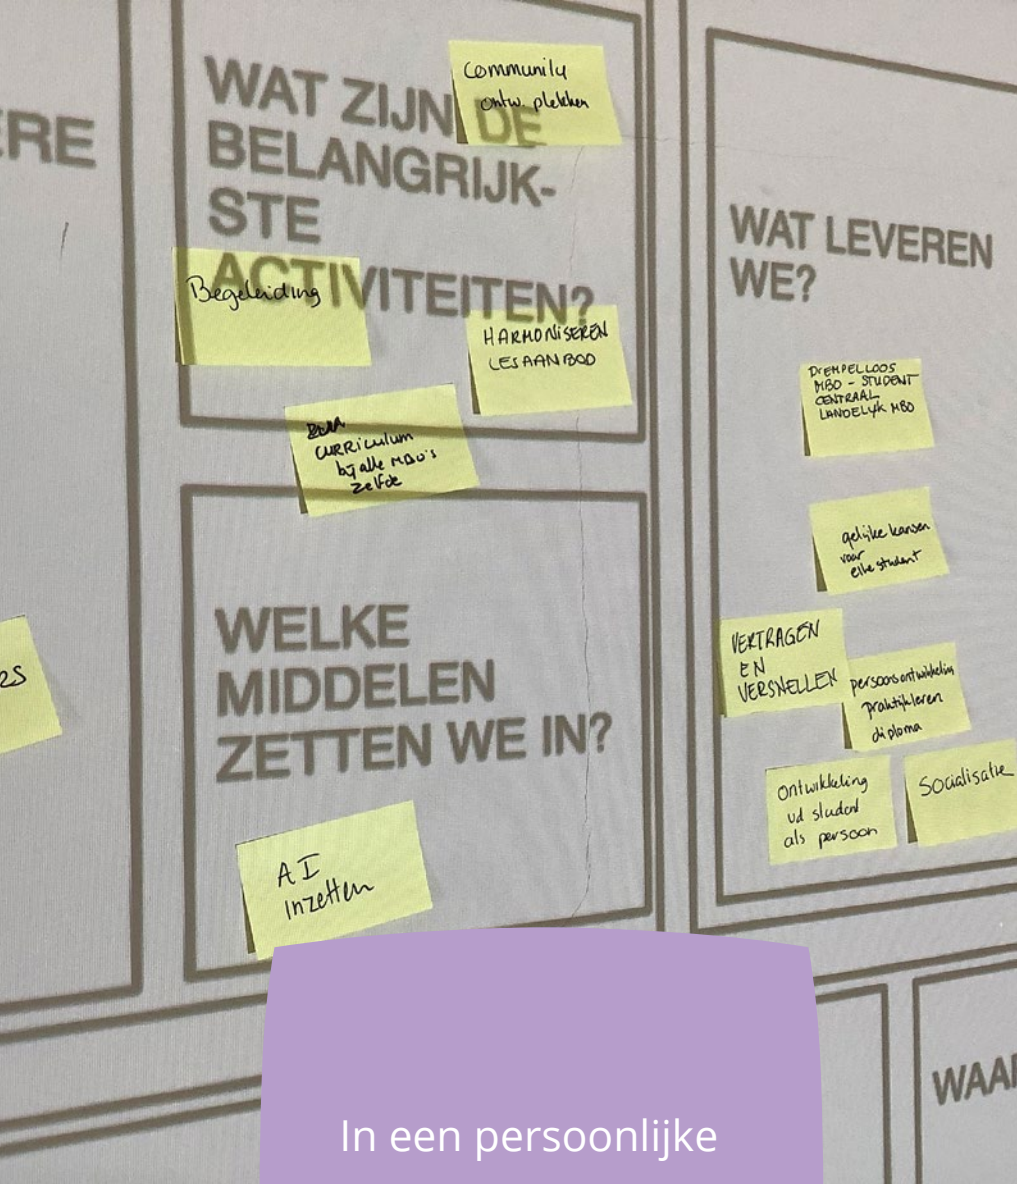 ERE
WAT ZIJN DE
BELANGRIJK-
STE
ACTIVITEITEN?
Community
ontw. plekken
Begeleiding
HARMONISEREN
LESAANBOD
CURRiculum
bij alle MBO's
zelfde
WELKE
MIDDELEN
ZETTEN WE IN?
AI
inzetten
WAT LEVEREN
WE?
DREMPELLOOS
MBO - STUDENT
CENTRAAL
LANDELIJK MBO
gelijke kansen
voor
elke student
VERTRAGEN
EN
VERSNELLEN
persoonsontwikkeling
praktijkleren
diploma
ontwikkeling
vd student
als persoon
Socialisatie
WAAR
In een persoonlijke